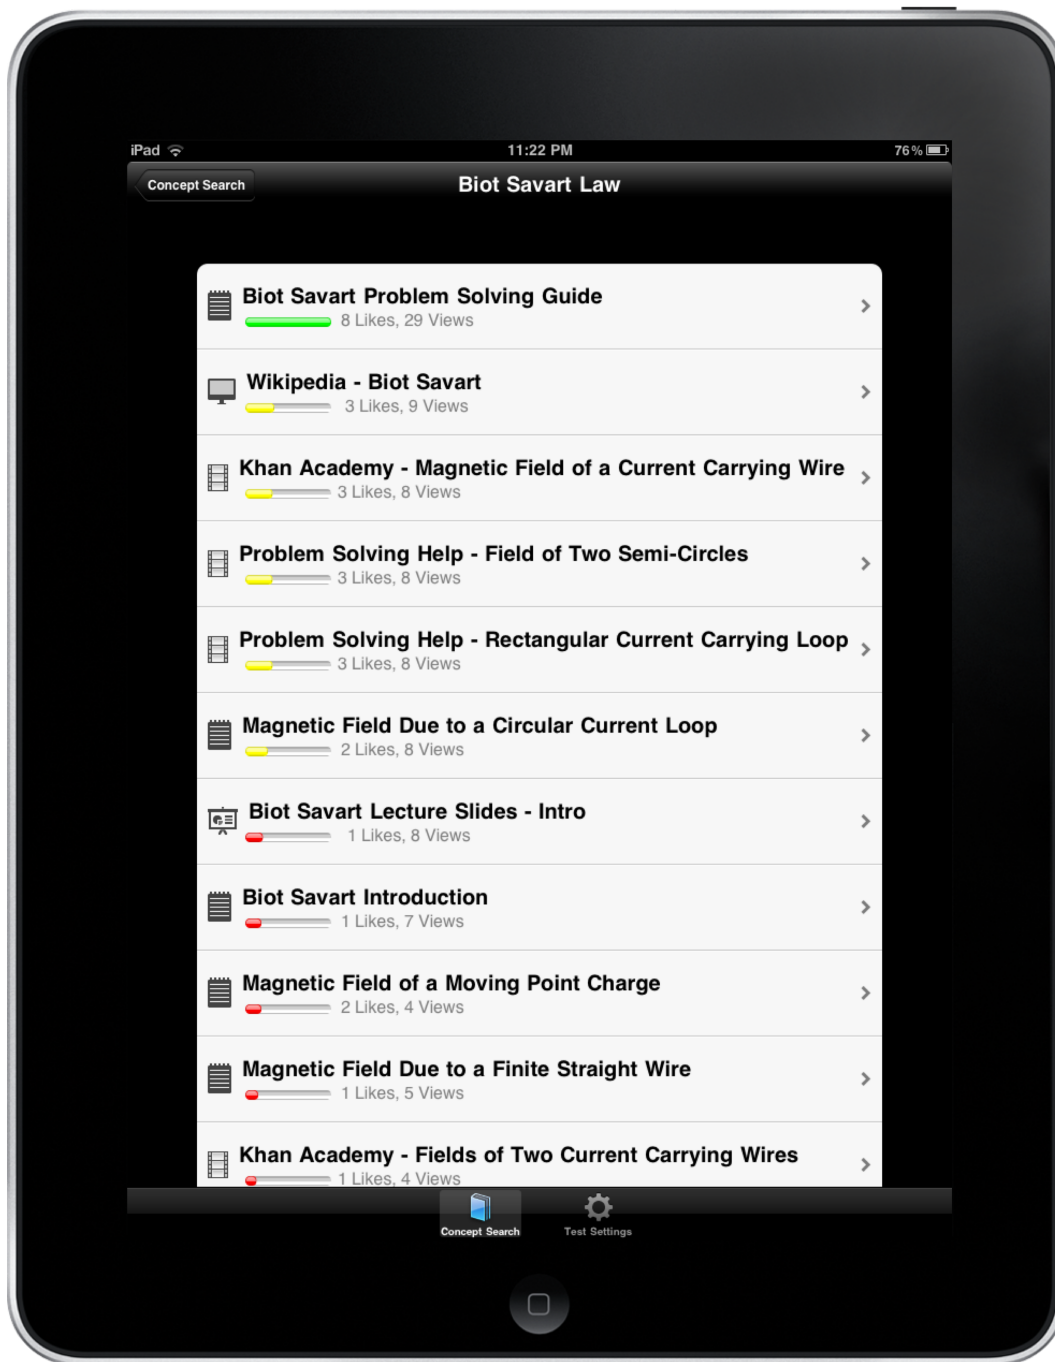 iPad 11:22 PM 76%
Concept Search Biot Savart Law
Biot Savart Problem Solving Guide
8 Likes, 29 Views
Wikipedia - Biot Savart
3 Likes, 9 Views
Khan Academy - Magnetic Field of a Current Carrying Wire
3 Likes, 8 Views
Problem Solving Help - Field of Two Semi-Circles
3 Likes, 8 Views
Problem Solving Help - Rectangular Current Carrying Loop
3 Likes, 8 Views
Magnetic Field Due to a Circular Current Loop
2 Likes, 8 Views
Biot Savart Lecture Slides - Intro
1 Likes, 8 Views
Biot Savart Introduction
1 Likes, 7 Views
Magnetic Field of a Moving Point Charge
2 Likes, 4 Views
Magnetic Field Due to a Finite Straight Wire
1 Likes, 5 Views
Khan Academy - Fields of Two Current Carrying Wires
1 Likes, 4 Views
Concept Search Test Settings